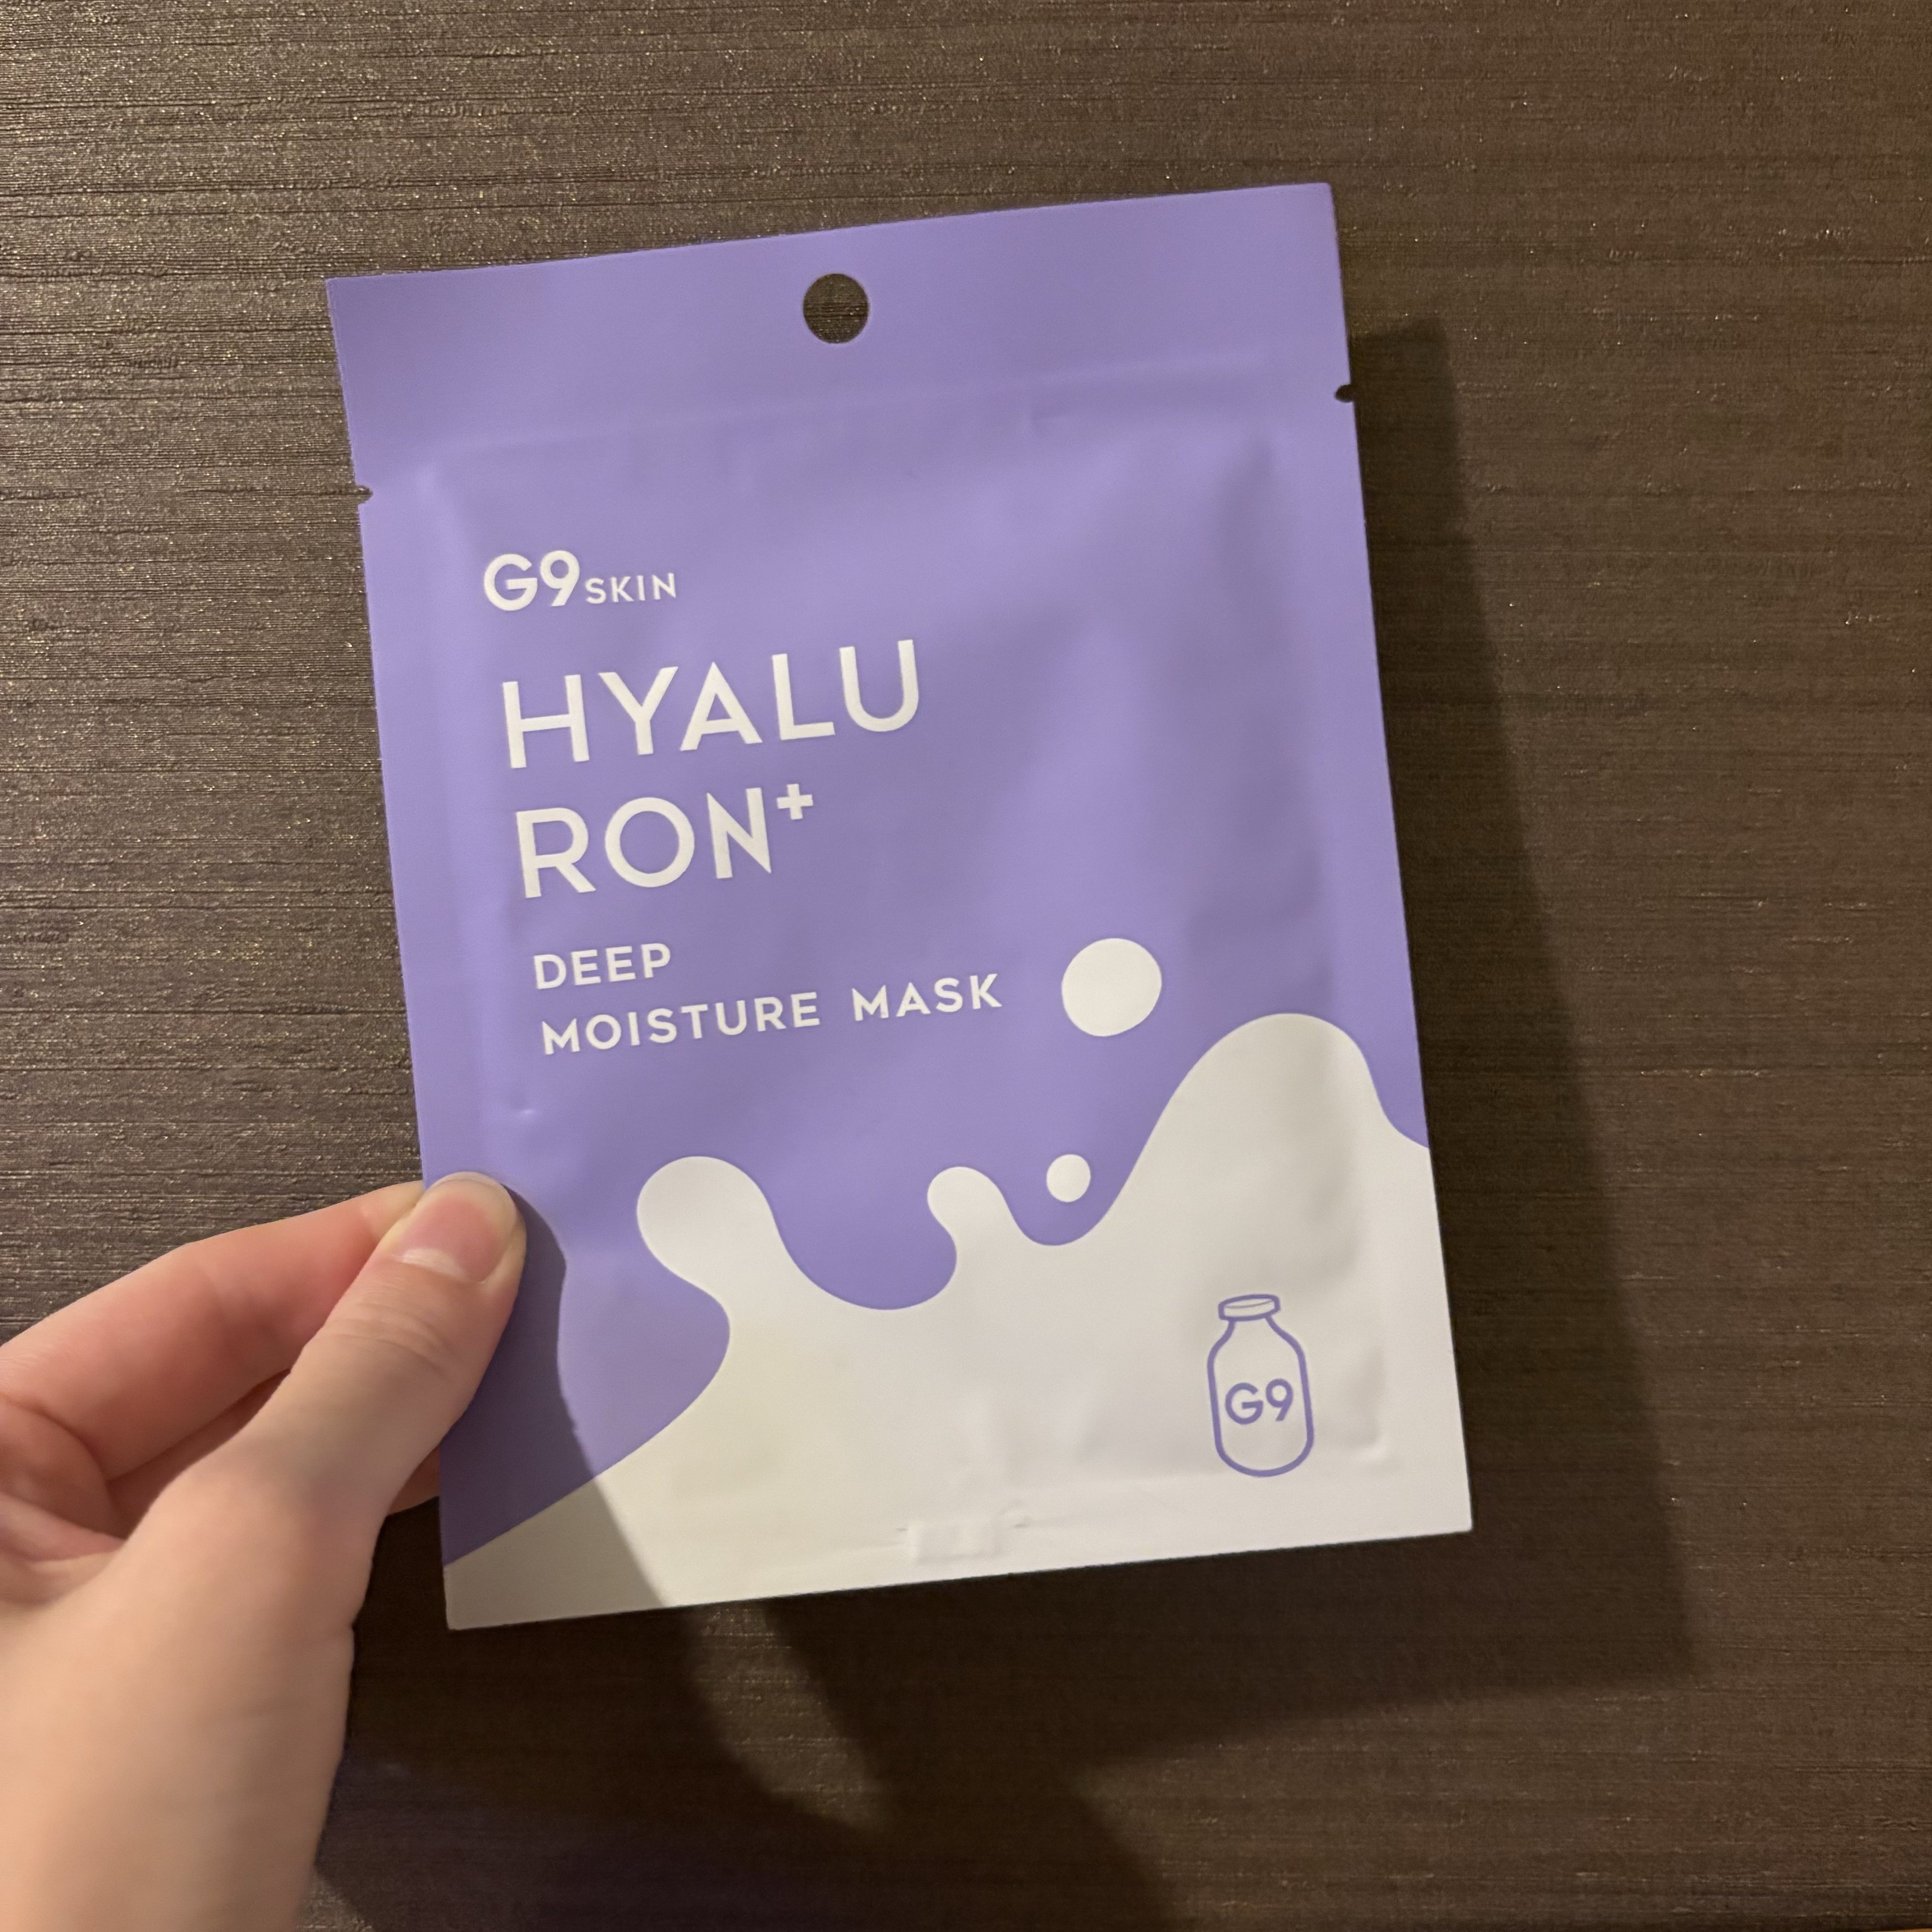 G9SKIN
HYALU
RON+
DEEP
MOISTURE MASK
G9